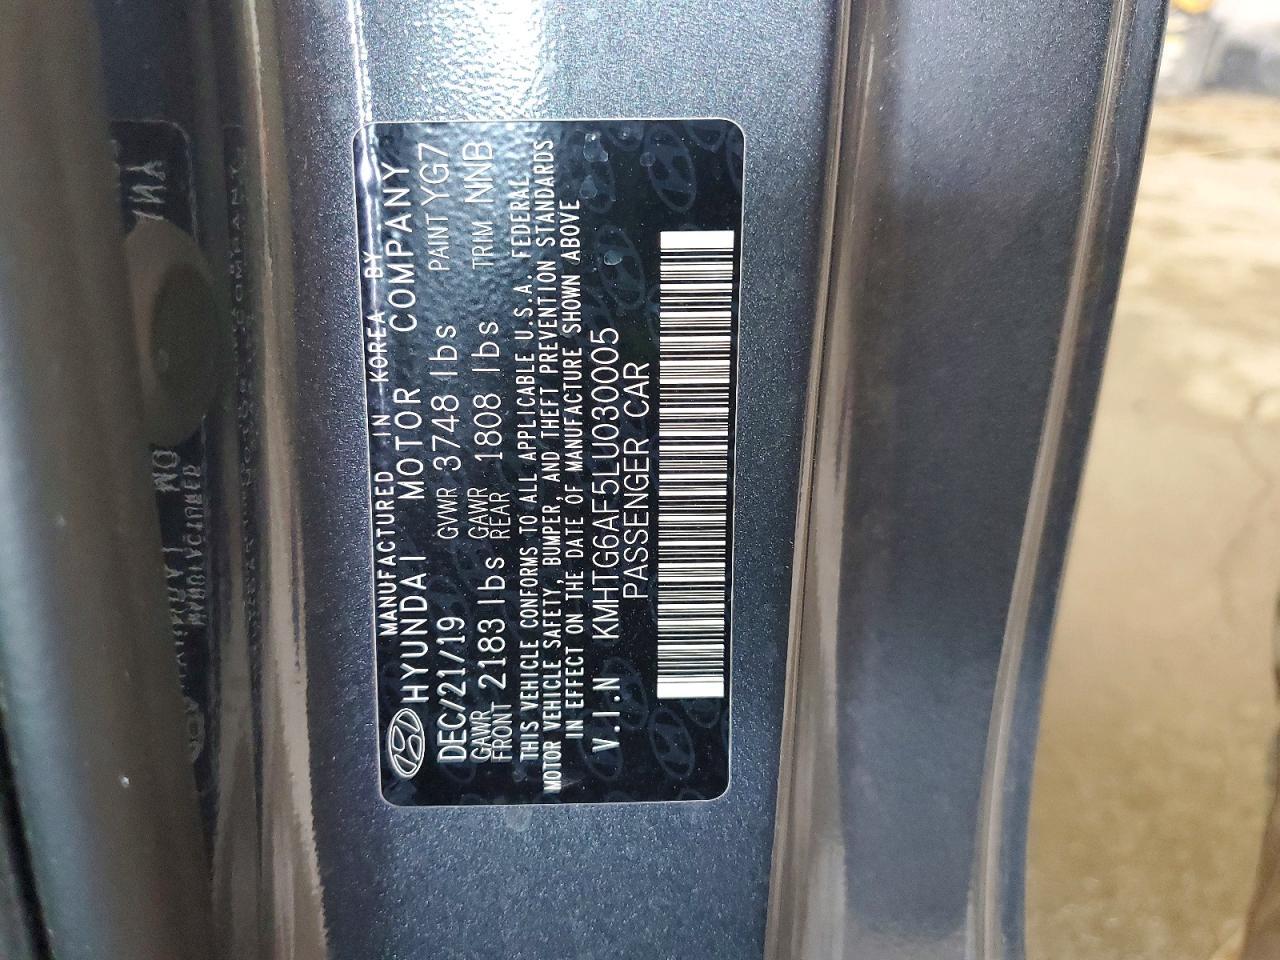 MANUFACTURED IN KOREA BY
HYUNDAI MOTOR COMPANY
DEC/21/19 GVWR 3748 lbs PAINT YG7
GAWR FRONT 2183 lbs GAWR REAR 1808 lbs TRIM NNB
THIS VEHICLE CONFORMS TO ALL APPLICABLE U.S.A. FEDERAL
MOTOR VEHICLE SAFETY, BUMPER, AND THEFT PREVENTION STANDARDS
IN EFFECT ON THE DATE OF MANUFACTURE SHOWN ABOVE
V.I.N KMHTG6AF5LU030005
PASSENGER CAR